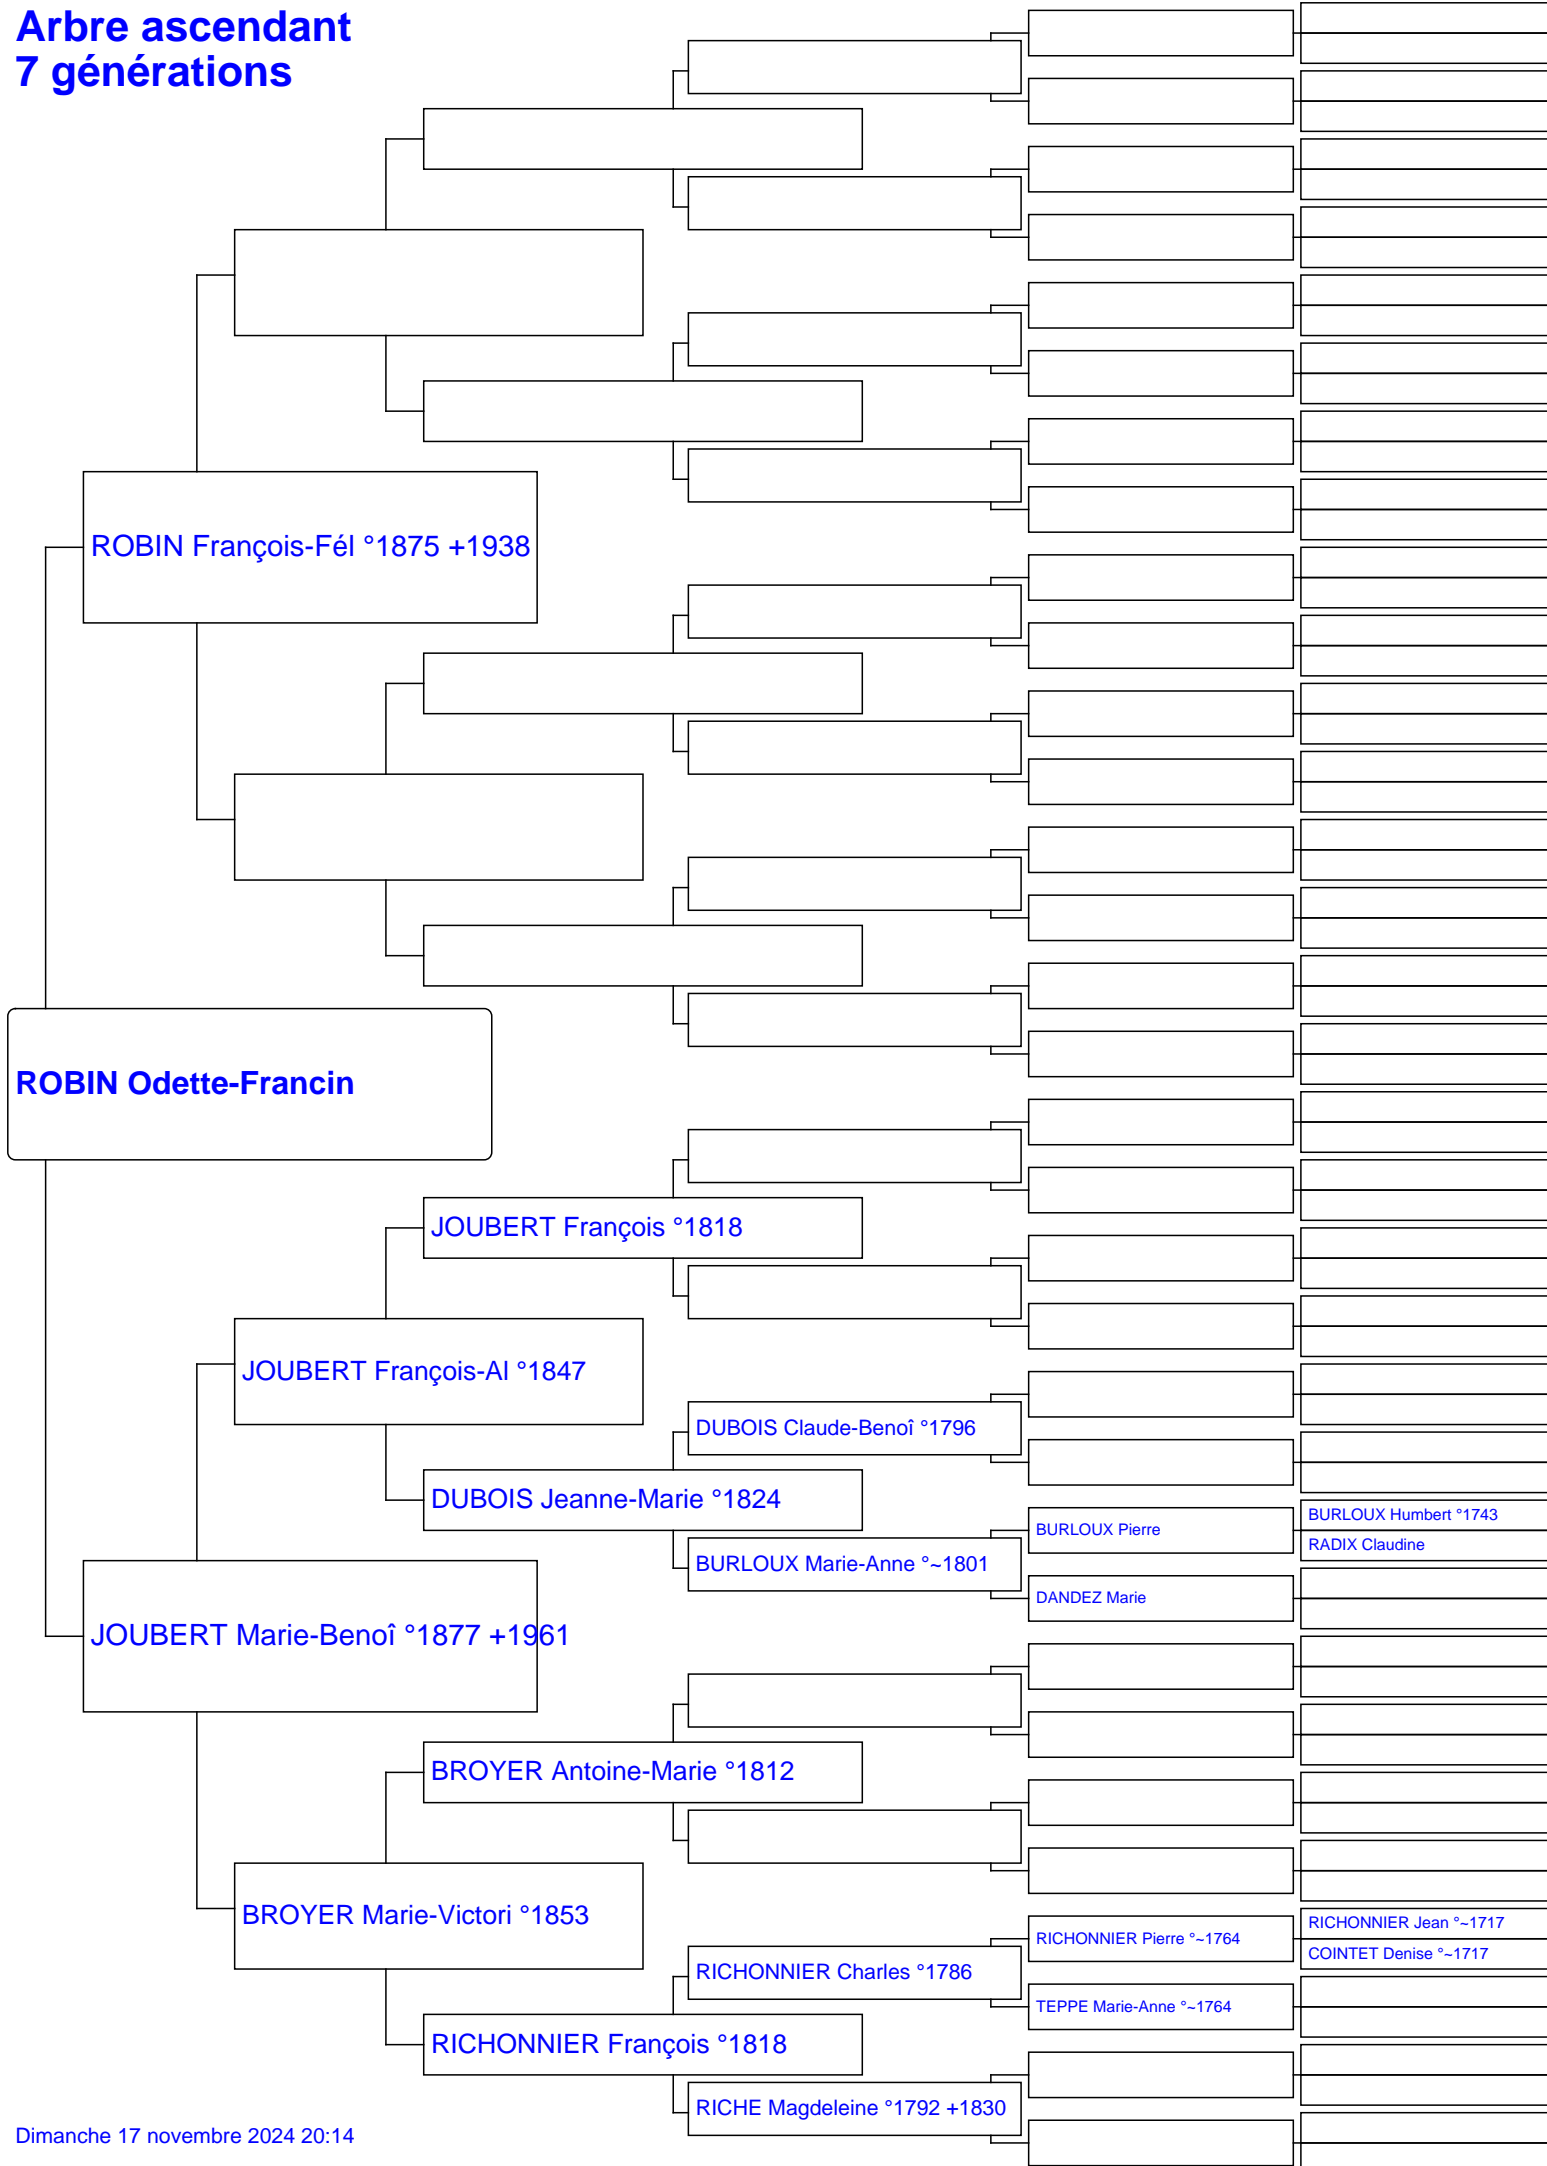 Arbre ascendant
7 générations
ROBIN François-Fél °1875 +1938
ROBIN Odette-Francin
JOUBERT François °1818
JOUBERT François-Al °1847
DUBOIS Claude-Benoî °1796
DUBOIS Jeanne-Marie °1824
BURLOUX Humbert °1743
BURLOUX Pierre
RADIX Claudine
BURLOUX Marie-Anne °~1801
DANDEZ Marie
JOUBERT Marie-Benoî °1877 +1961
BROYER Antoine-Marie °1812
BROYER Marie-Victori °1853
RICHONNIER Jean °~1717
RICHONNIER Pierre °~1764
COINTET Denise °~1717
RICHONNIER Charles °1786
TEPPE Marie-Anne °~1764
RICHONNIER François °1818
RICHE Magdeleine °1792 +1830
Dimanche 17 novembre 2024 20:14